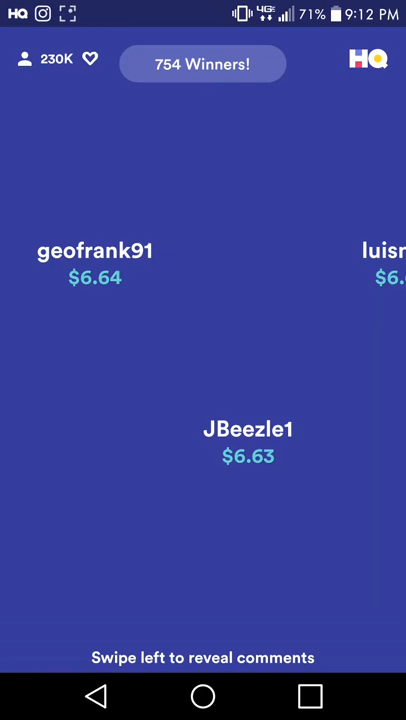 HQ 4GE 71% 9:12 PM
230K 754 Winners! HQ
geofrank91
$6.64
JBeezle1
$6.63
Swipe left to reveal comments